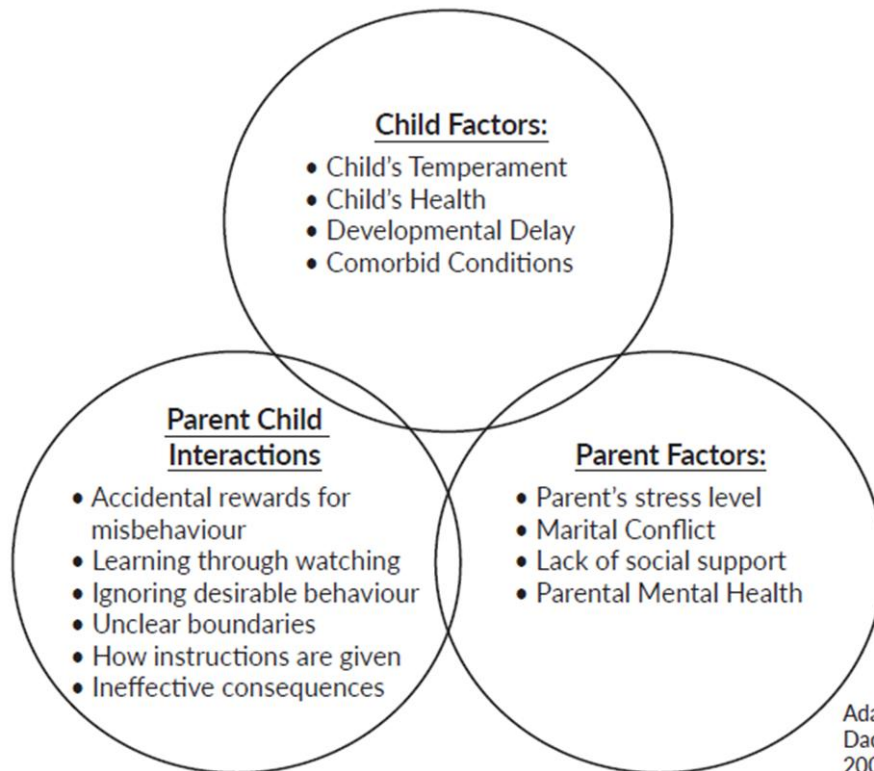 Child Factors:
• Child's Temperament
• Child's Health
• Developmental Delay
• Comorbid Conditions
Parent Child
Interactions
• Accidental rewards for
misbehaviour
• Learning through watching
• Ignoring desirable behaviour
• Unclear boundaries
• How instructions are given
• Ineffective consequences
Parent Factors:
• Parent's stress level
• Marital Conflict
• Lack of social support
• Parental Mental Health